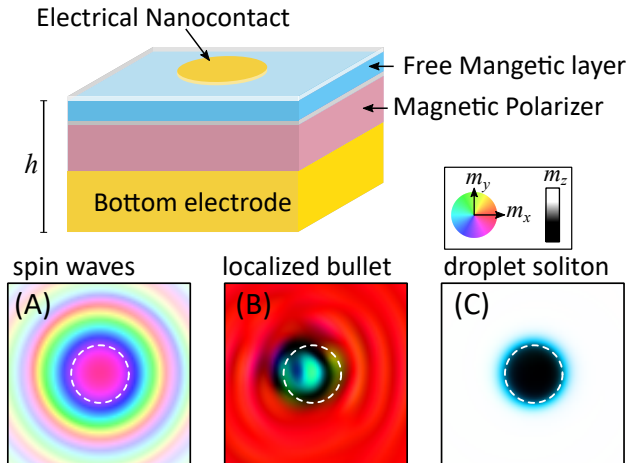 Electrical Nanocontact
Free Mangetic layer
Magnetic Polarizer
h
Bottom electrode
m_y
m_x
m_z
spin waves
localized bullet
droplet soliton
(A)
(B)
(C)